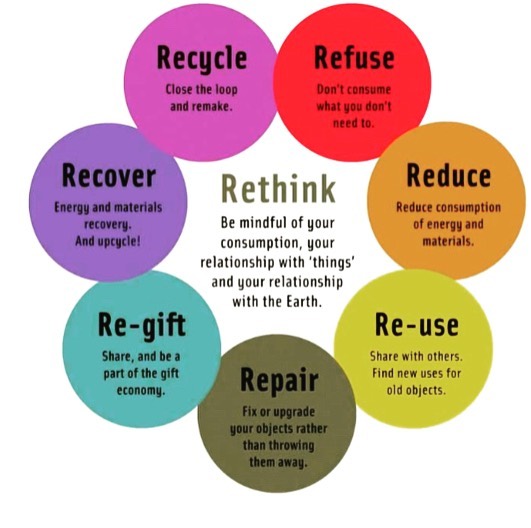 Recycle
Close the loop
and remake.
Refuse
Don't consume
what you don't
need to.
Recover
Energy and materials
recovery.
And upcycle!
Rethink
Be mindful of your
consumption, your
relationship with 'things'
and your relationship
with the Earth.
Reduce
Reduce consumption
of energy and
materials.
Re-gift
Share, and be a
part of the gift
economy.
Repair
Fix or upgrade
your objects rather
than throwing
them away.
Re-use
Share with others.
Find new uses for
old objects.